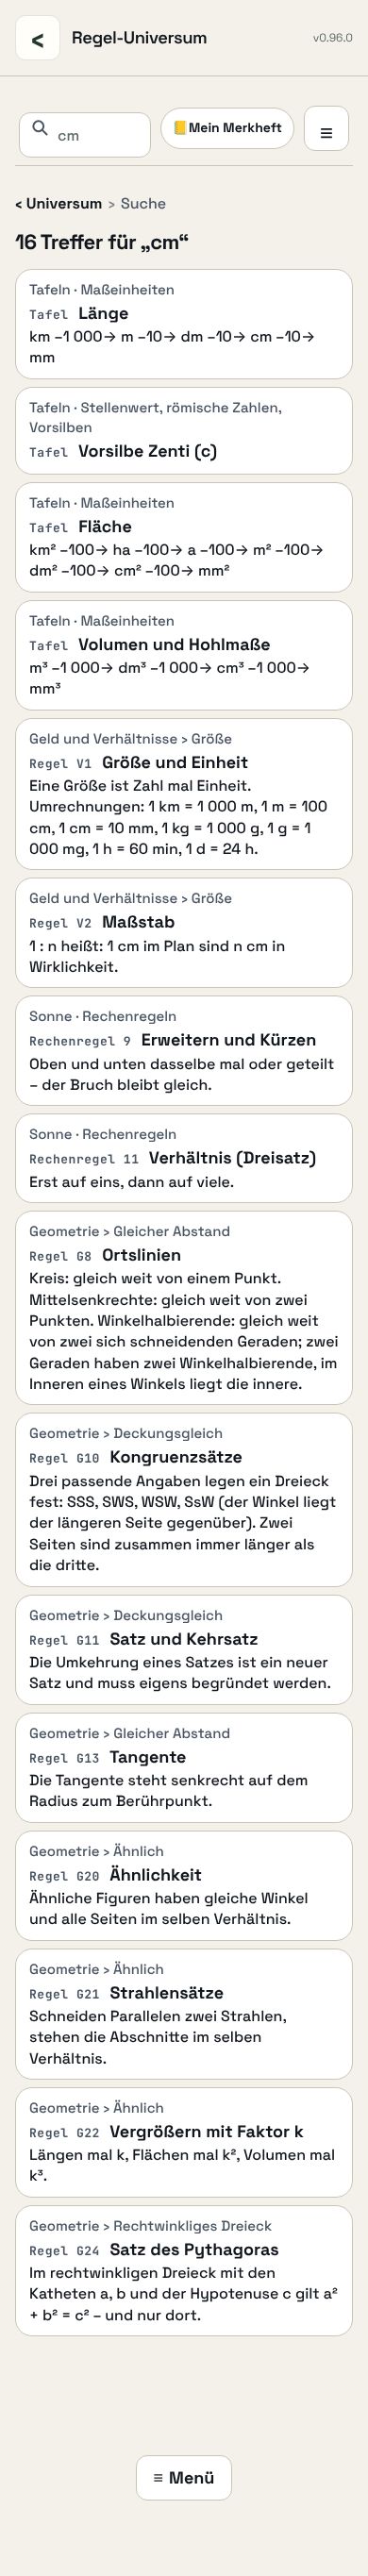 <
Regel-Universum
v0.96.0
cm
📒Mein Merkheft
≡
< Universum > Suche
16 Treffer für „cm“
Tafeln · Maßeinheiten
Tafel Länge
km –1 000→ m –10→ dm –10→ cm –10→
mm
Tafeln · Stellenwert, römische Zahlen,
Vorsilben
Tafel Vorsilbe Zenti (c)
Tafeln · Maßeinheiten
Tafel Fläche
km² –100→ ha –100→ a –100→ m² –100→
dm² –100→ cm² –100→ mm²
Tafeln · Maßeinheiten
Tafel Volumen und Hohlmaße
m³ –1 000→ dm³ –1 000→ cm³ –1 000→
mm³
Geld und Verhältnisse > Größe
Regel V1 Größe und Einheit
Eine Größe ist Zahl mal Einheit.
Umrechnungen: 1 km = 1 000 m, 1 m = 100
cm, 1 cm = 10 mm, 1 kg = 1 000 g, 1 g = 1
000 mg, 1 h = 60 min, 1 d = 24 h.
Geld und Verhältnisse > Größe
Regel V2 Maßstab
1 : n heißt: 1 cm im Plan sind n cm in
Wirklichkeit.
Sonne · Rechenregeln
Rechenregel 9 Erweitern und Kürzen
Oben und unten dasselbe mal oder geteilt
– der Bruch bleibt gleich.
Sonne · Rechenregeln
Rechenregel 11 Verhältnis (Dreisatz)
Erst auf eins, dann auf viele.
Geometrie > Gleicher Abstand
Regel G8 Ortslinien
Kreis: gleich weit von einem Punkt.
Mittelsenkrechte: gleich weit von zwei
Punkten. Winkelhalbierende: gleich weit
von zwei sich schneidenden Geraden; zwei
Geraden haben zwei Winkelhalbierende, im
Inneren eines Winkels liegt die innere.
Geometrie > Deckungsgleich
Regel G10 Kongruenzsätze
Drei passende Angaben legen ein Dreieck
fest: SSS, SWS, WSW, SsW (der Winkel liegt
der längeren Seite gegenüber). Zwei
Seiten sind zusammen immer länger als
die dritte.
Geometrie > Deckungsgleich
Regel G11 Satz und Kehrsatz
Die Umkehrung eines Satzes ist ein neuer
Satz und muss eigens begründet werden.
Geometrie > Gleicher Abstand
Regel G13 Tangente
Die Tangente steht senkrecht auf dem
Radius zum Berührpunkt.
Geometrie > Ähnlich
Regel G20 Ähnlichkeit
Ähnliche Figuren haben gleiche Winkel
und alle Seiten im selben Verhältnis.
Geometrie > Ähnlich
Regel G21 Strahlensätze
Schneiden Parallelen zwei Strahlen,
stehen die Abschnitte im selben
Verhältnis.
Geometrie > Ähnlich
Regel G22 Vergrößern mit Faktor k
Längen mal k, Flächen mal k², Volumen mal
k³.
Geometrie > Rechtwinkliges Dreieck
Regel G24 Satz des Pythagoras
Im rechtwinkligen Dreieck mit den
Katheten a, b und der Hypotenuse c gilt a²
+ b² = c² – und nur dort.
≡ Menü